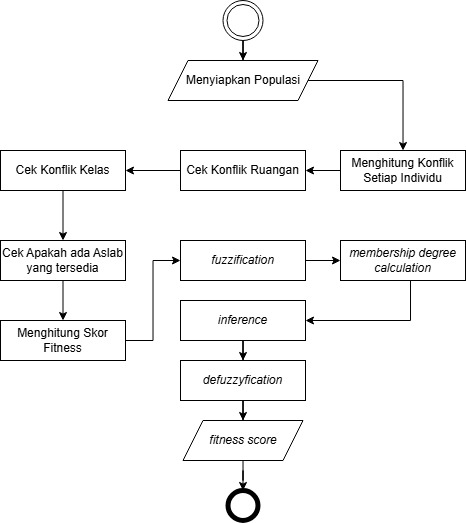 Menyiapkan Populasi
Menghitung Konflik
Setiap Individu
Cek Konflik Ruangan
Cek Konflik Kelas
Cek Apakah ada Aslab
yang tersedia
Menghitung Skor
Fitness
fuzzification
membership degree
calculation
inference
defuzzyfication
fitness score